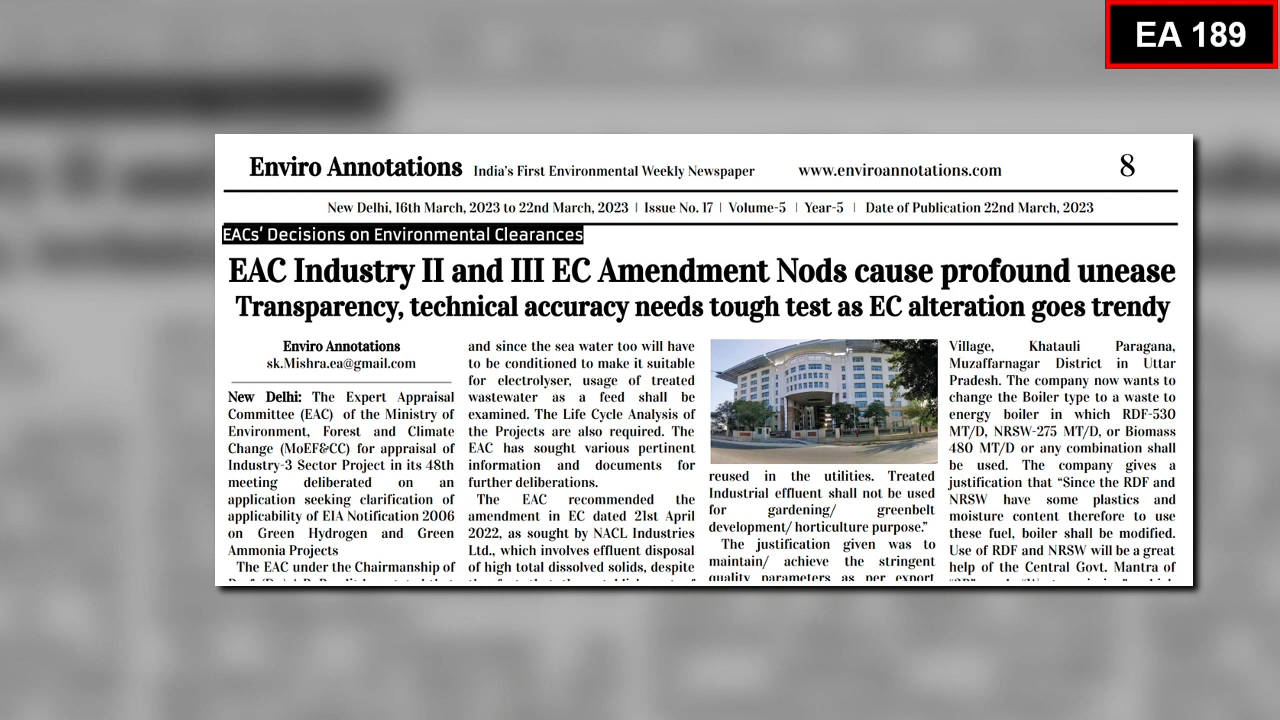 EA 189
Enviro Annotations India's First Environmental Weekly Newspaper www.enviroannotations.com 8
New Delhi, 16th March, 2023 to 22nd March, 2023 | Issue No. 17 | Volume-5 | Year-5 | Date of Publication 22nd March, 2023
EACs' Decisions on Environmental Clearances
EAC Industry II and III EC Amendment Nods cause profound unease
Transparency, technical accuracy needs tough test as EC alteration goes trendy
Enviro Annotations
sk.Mishra.ea@gmail.com
New Delhi: The Expert Appraisal
Committee (EAC) of the Ministry of
Environment, Forest and Climate
Change (MoEF&CC) for appraisal of
Industry-3 Sector Project in its 48th
meeting deliberated on an
application seeking clarification of
applicability of EIA Notification 2006
on Green Hydrogen and Green
Ammonia Projects
The EAC under the Chairmanship of
and since the sea water too will have
to be conditioned to make it suitable
for electrolyser, usage of treated
wastewater as a feed shall be
examined. The Life Cycle Analysis of
the Projects are also required. The
EAC has sought various pertinent
information and documents for
further deliberations.
The EAC recommended the
amendment in EC dated 21st April
2022, as sought by NACL Industries
Ltd., which involves effluent disposal
of high total dissolved solids, despite
reused in the utilities. Treated
Industrial effluent shall not be used
for gardening/ greenbelt
development/ horticulture purpose."
The justification given was to
maintain/ achieve the stringent
quality parameters as per export
Village, Khatauli Paragana,
Muzaffarnagar District in Uttar
Pradesh. The company now wants to
change the Boiler type to a waste to
energy boiler in which RDF-530
MT/D, NRSW-275 MT/D, or Biomass
480 MT/D or any combination shall
be used. The company gives a
justification that "Since the RDF and
NRSW have some plastics and
moisture content therefore to use
these fuel, boiler shall be modified.
Use of RDF and NRSW will be a great
help of the Central Govt. Mantra of